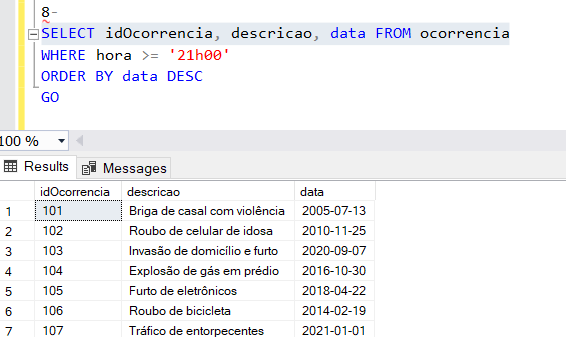 8-
SELECT idOcorrencia, descricao, data FROM ocorrencia
WHERE hora >= '21h00'
ORDER BY data DESC
GO
100 %
Results Messages
idOcorrencia descricao data
1 101 Briga de casal com violência 2005-07-13
2 102 Roubo de celular de idosa 2010-11-25
3 103 Invasão de domicílio e furto 2020-09-07
4 104 Explosão de gás em prédio 2016-10-30
5 105 Furto de eletrônicos 2018-04-22
6 106 Roubo de bicicleta 2014-02-19
7 107 Tráfico de entorpecentes 2021-01-01